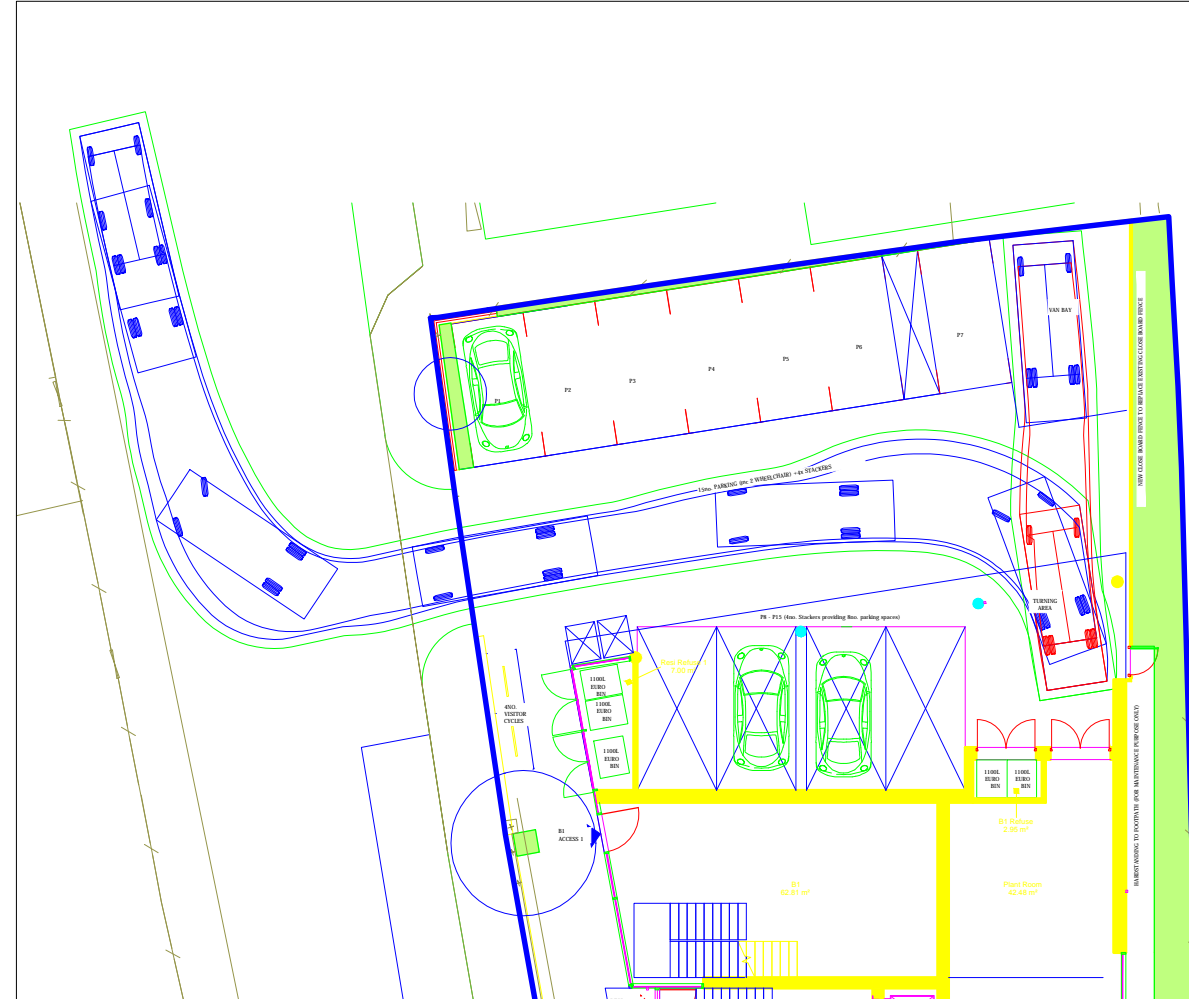 VAN BAY
P7
P6
P5
P4
P3
P2
P1
NEW CLOSE BOARD FENCE TO REPLACE EXISTING CLOSE BOARD FENCE
15no. PARKING (inc 2 WHEELCHAIR) +4x STACKERS
TURNING
AREA
P8 - P15 (4no. Stackers providing 8no. parking spaces)
1100L
EURO
BIN
1100L
EURO
BIN
1100L
EURO
BIN
4NO.
VISITOR
CYCLES
1100L
EURO
BIN
1100L
EURO
BIN
B1
ACCESS 1
B1
Plant Room
HARDSTANDING TO FOOTPATH (FOR MAINTENANCE PURPOSE ONLY)